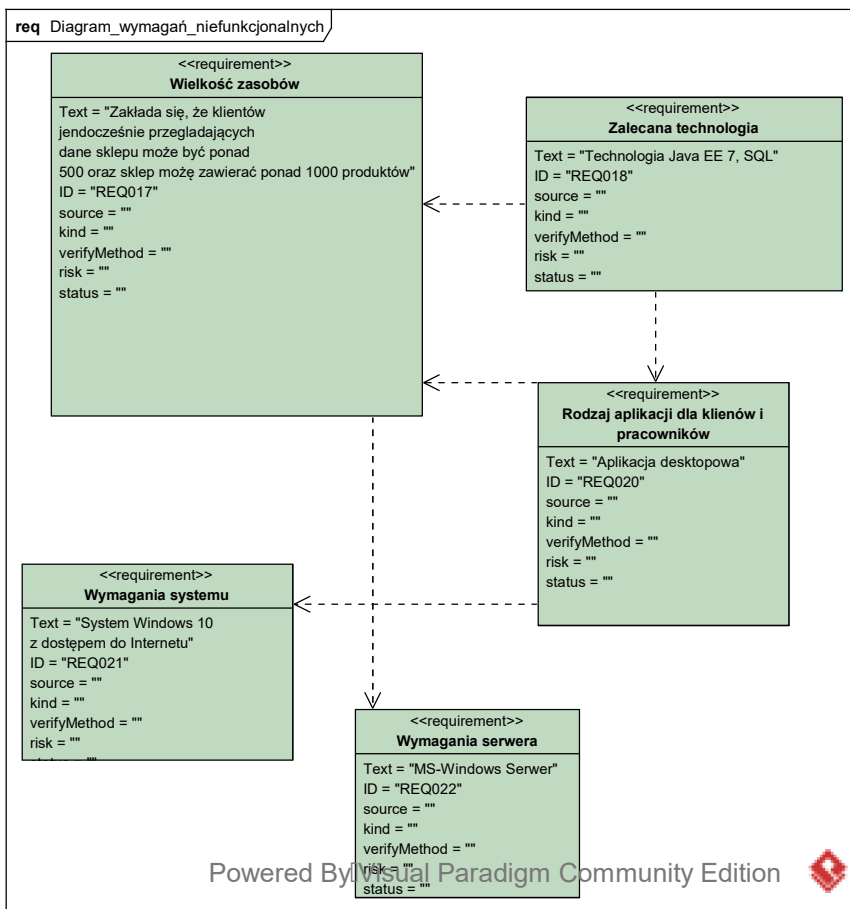 req Diagram_wymagań_niefunkcjonalnych
<<requirement>>
Wielkość zasobów
Text = "Zakłada się, że klientów
jendocześnie przegladających
dane sklepu może być ponad
500 oraz sklep możę zawierać ponad 1000 produktów"
ID = "REQ017"
source = ""
kind = ""
verifyMethod = ""
risk = ""
status = ""
<<requirement>>
Zalecana technologia
Text = "Technologia Java EE 7, SQL"
ID = "REQ018"
source = ""
kind = ""
verifyMethod = ""
risk = ""
status = ""
<<requirement>>
Rodzaj aplikacji dla klienów i
pracowników
Text = "Aplikacja desktopowa"
ID = "REQ020"
source = ""
kind = ""
verifyMethod = ""
risk = ""
status = ""
<<requirement>>
Wymagania systemu
Text = "System Windows 10
z dostępem do Internetu"
ID = "REQ021"
source = ""
kind = ""
verifyMethod = ""
risk = ""
status = ""
<<requirement>>
Wymagania serwera
Text = "MS-Windows Serwer"
ID = "REQ022"
source = ""
kind = ""
verifyMethod = ""
risk = ""
status = ""
Powered By Visual Paradigm Community Edition